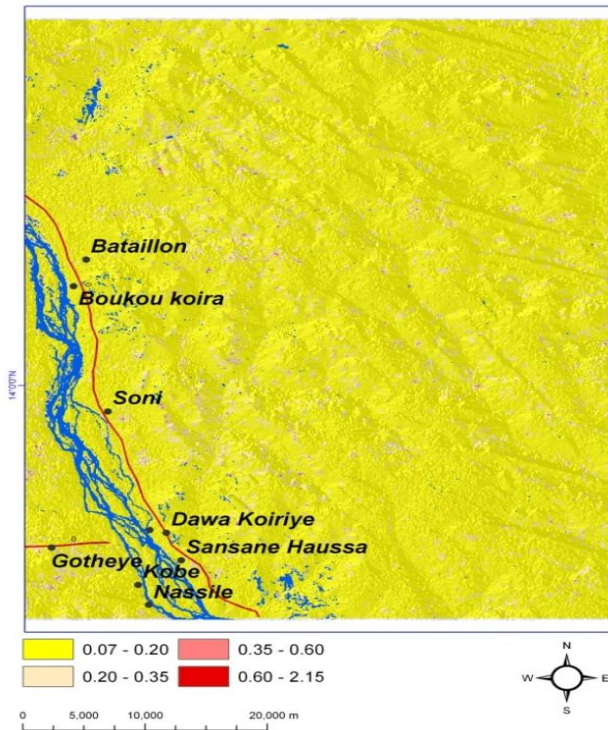 Bataillon
Boukou koira
14°00'N
Soni
Dawa Koiriye
Sansane Haussa
Gotheye
Kobe
Nassile
0.07 - 0.20
0.35 - 0.60
0.20 - 0.35
0.60 - 2.15
N
W
E
S
0 5,000 10,000 20,000 m